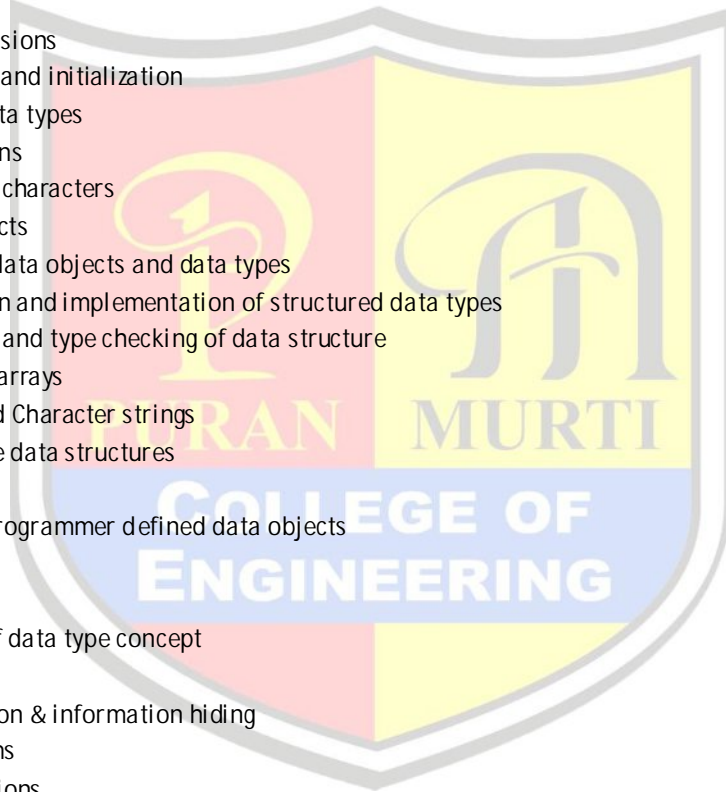 sions
and initialization
ta types
ns
characters
cts
data objects and data types
n and implementation of structured data types
and type checking of data structure
arrays
d Character strings
e data structures
rogrammer defined data objects
f data type concept
on & information hiding
ns
ions
PURAN MURTI
COLLEGE OF
ENGINEERING